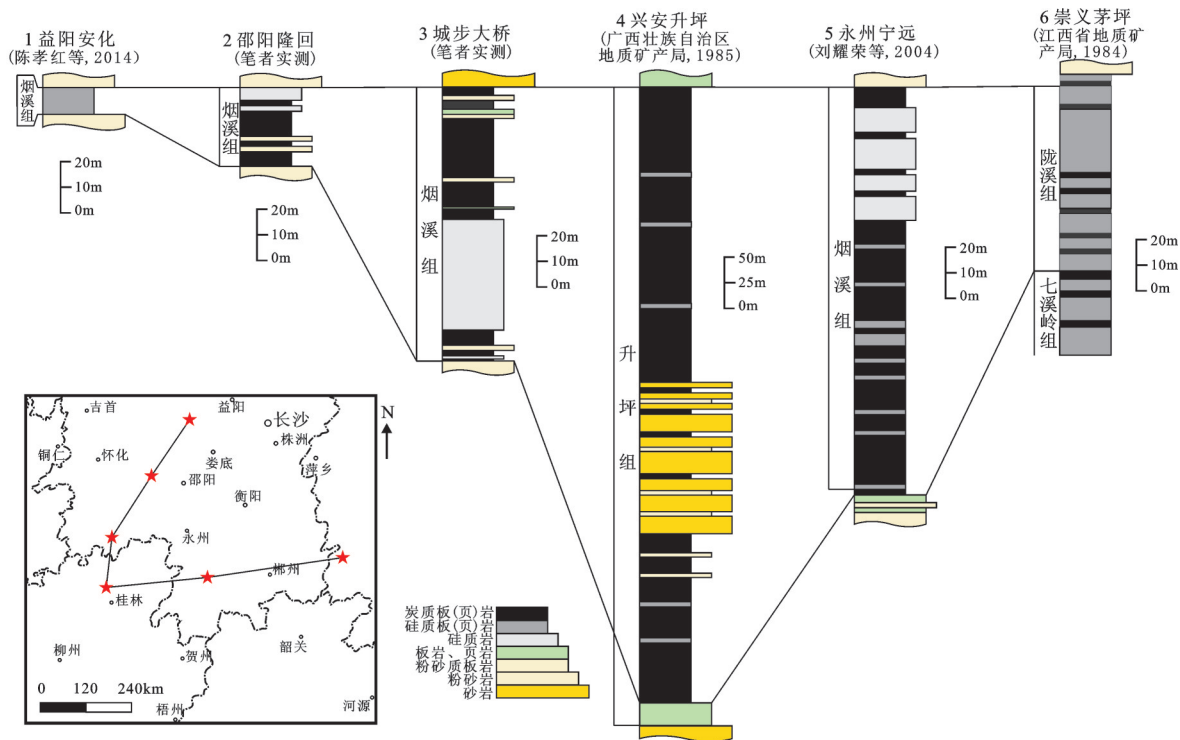 1 益阳安化
(陈孝红等, 2014)
2 邵阳隆回
(笔者实测)
3 城步大桥
(笔者实测)
4 兴安升坪
(广西壮族自治区
地质矿产局, 1985)
5 永州宁远
(刘耀荣等, 2004)
6 崇义茅坪
(江西省地质矿
产局, 1984)
烟溪组
20m
10m
0m
烟溪组
20m
10m
0m
烟溪组
20m
10m
0m
升坪组
50m
25m
0m
烟溪组
20m
10m
0m
陇溪组
七溪岭组
20m
10m
0m
吉首
益阳
长沙
株洲
铜仁
怀化
娄底
邵阳
萍乡
衡阳
永州
郴州
桂林
韶关
柳州
贺州
河源
梧州
N
0 120 240km
炭质板(页)岩
硅质板(页)岩
硅质岩
板岩、页岩
粉砂质板岩
粉砂岩
砂岩